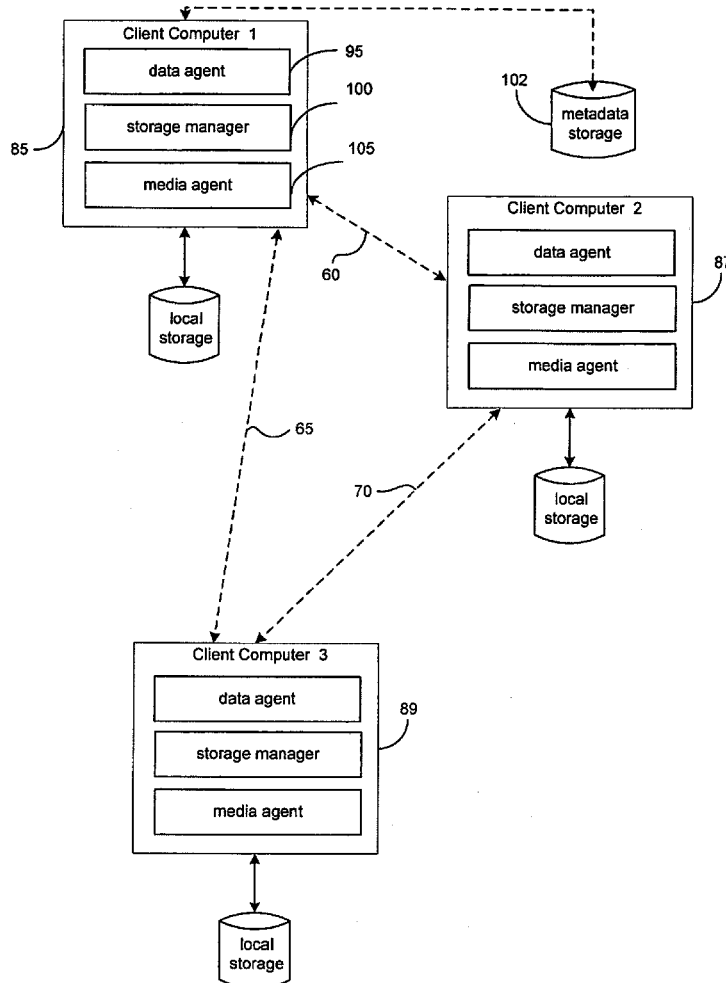 Client Computer 1
95
data agent
100
102
metadata
storage
storage manager
85
105
media agent
Client Computer 2
60
data agent
87
local
storage
storage manager
media agent
65
70
local
storage
Client Computer 3
data agent
89
storage manager
media agent
local
storage